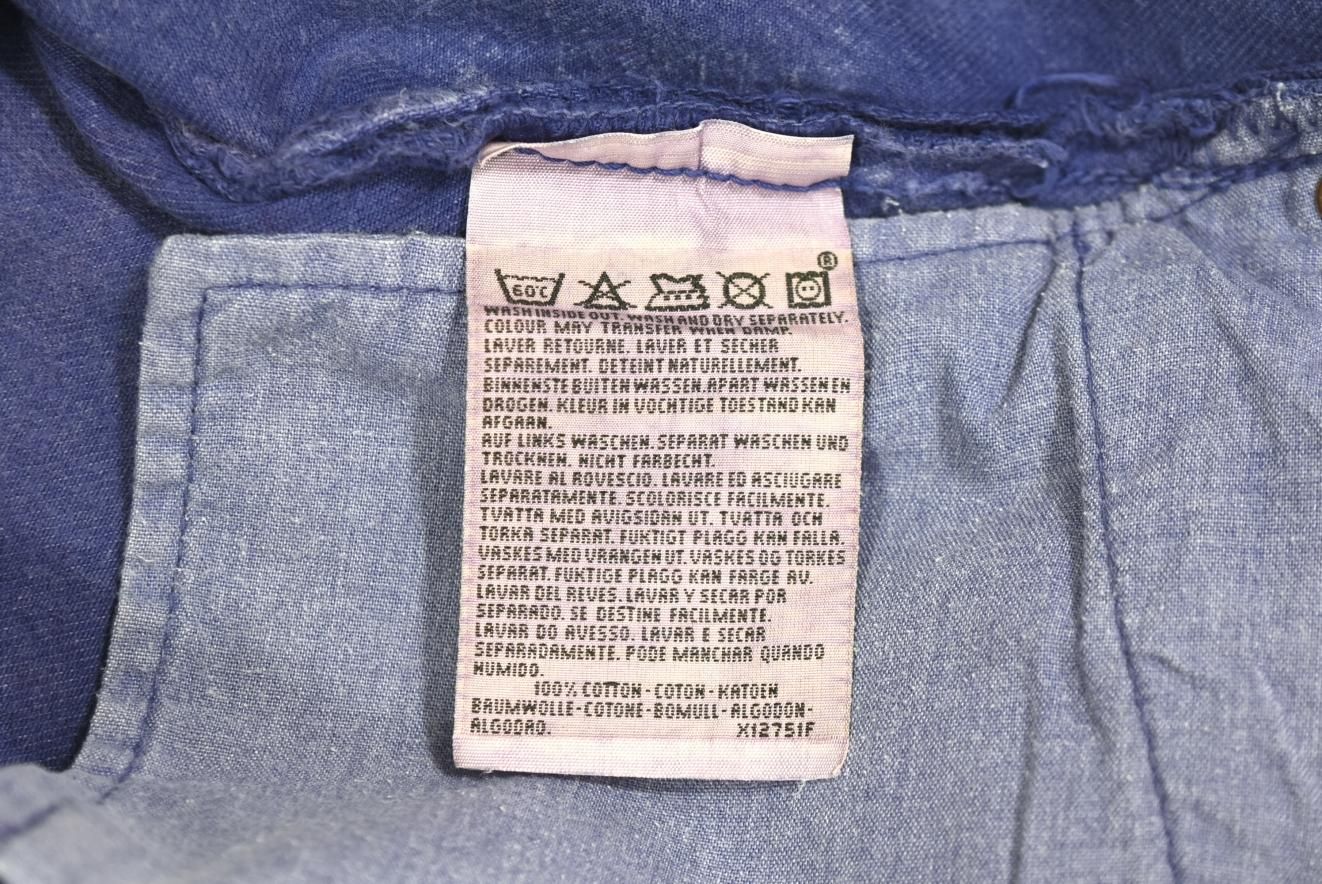 ®
60°C
WASH INSIDE OUT. WASH AND DRY SEPARATELY.
COLOUR MAY TRANSFER WHEN DAMP.
LAVER RETOURNE. LAVER ET SECHER
SEPAREMENT. DETEINT NATURELLEMENT.
BINNENSTE BUITEN WASSEN. APART WASSEN EN
DROGEN. KLEUR IN VOCHTIGE TOESTAND KAN
AFGAAN.
AUF LINKS WASCHEN. SEPARAT WASCHEN UND
TROCKNEN. NICHT FARBECHT.
LAVARE AL ROVESCIO. LAVARE ED ASCIUGARE
SEPARATAMENTE. SCOLORISCE FACILMENTE.
TVATTA MED AVIGSIDAN UT. TVATTA OCH
TORKA SEPARAT. FUKTIGT PLAGG KAN FALLA.
VASKES MED VRANGEN UT. VASKES OG TORKES
SEPARAT. FUKTIGE PLAGG KAN FARGE AV.
LAVAR DEL REVES. LAVAR Y SECAR POR
SEPARADO. SE DESTINE FACILMENTE.
LAVAR DO AVESSO. LAVAR E SECAR
SEPARADAMENTE. PODE MANCHAR QUANDO
HUMIDO.
100% COTTON - COTON - KATOEN
BAUMWOLLE - COTONE - BOMULL - ALGODON -
ALGODAO. X12751F